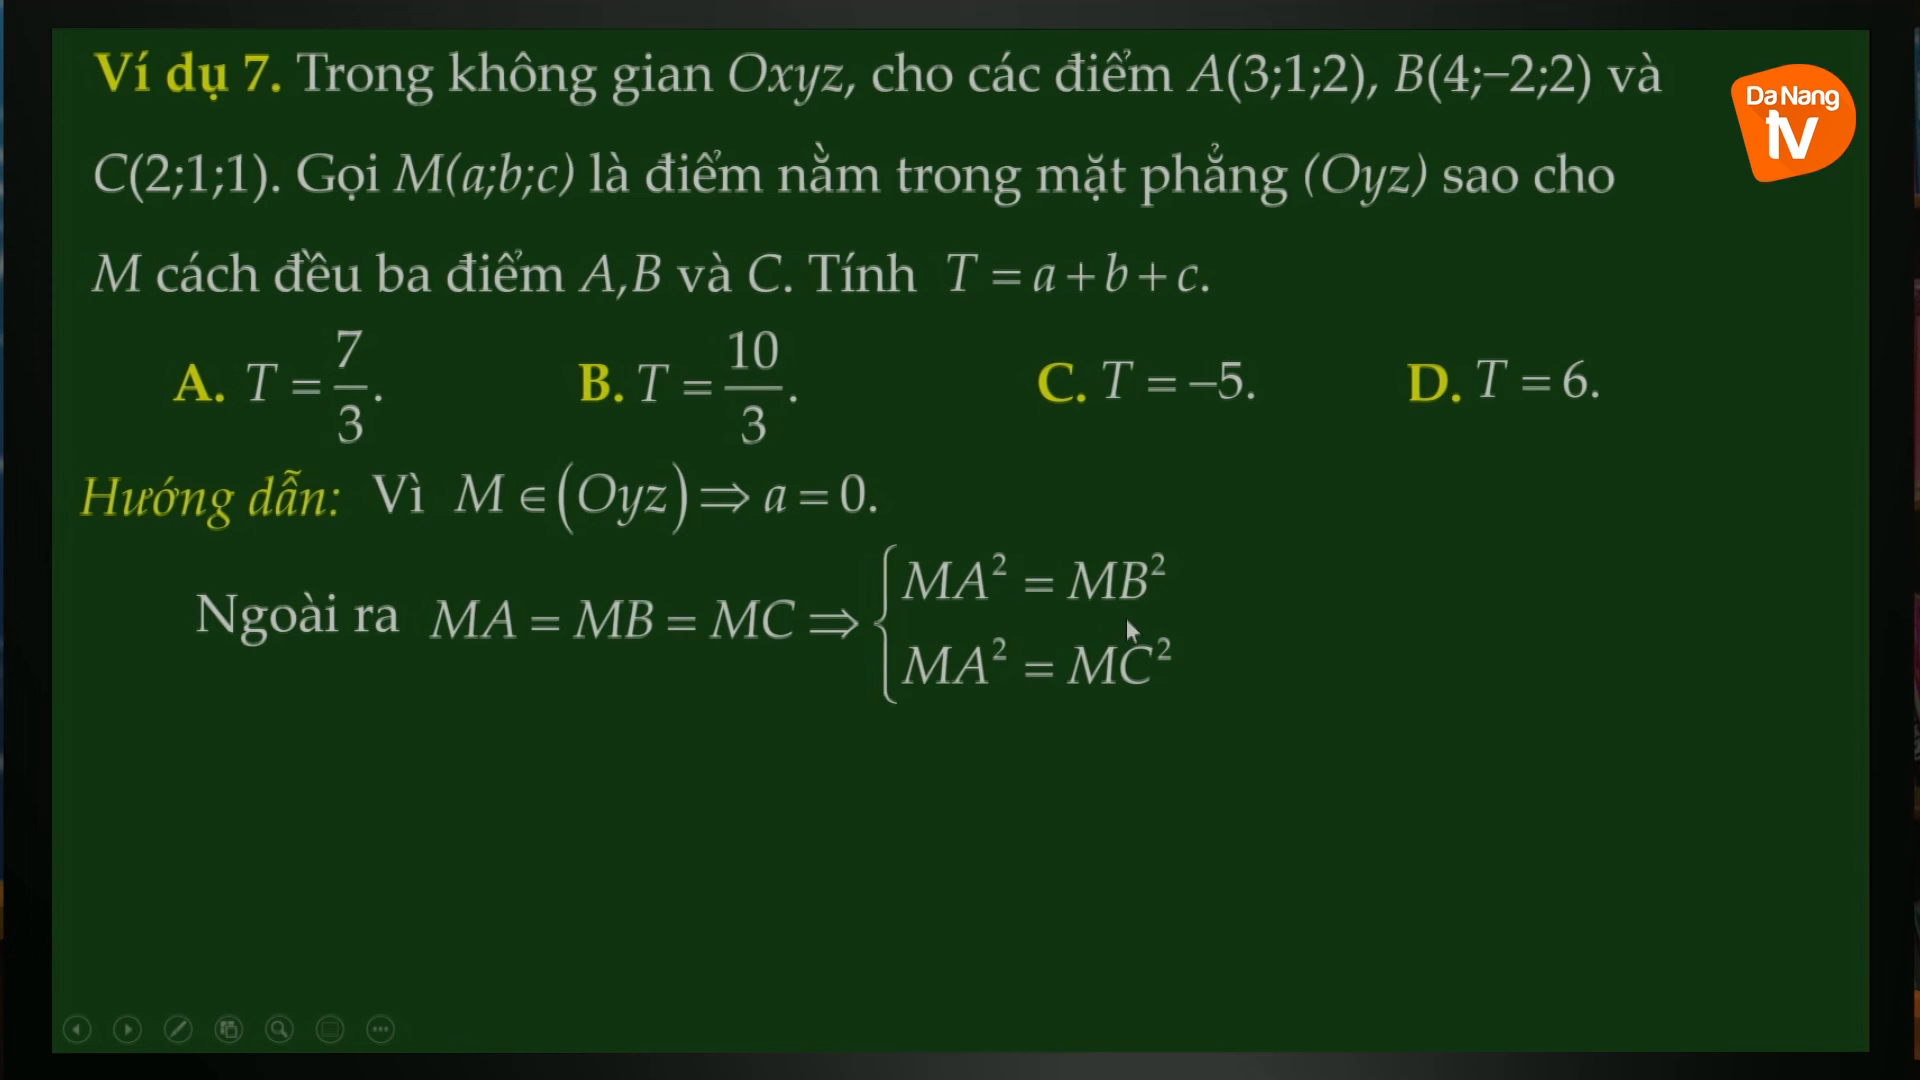 Ví dụ 7. Trong không gian Oxyz, cho các điểm A(3;1;2), B(4;–2;2) và
C(2;1;1). Gọi M(a;b;c) là điểm nằm trong mặt phẳng (Oyz) sao cho
M cách đều ba điểm A,B và C. Tính T = a + b + c.
A. T = 7/3. B. T = 10/3. C. T = –5. D. T = 6.
Hướng dẫn: Vì M ∈ (Oyz) ⇒ a = 0.
Ngoài ra MA = MB = MC ⇒ { MA² = MB²
MA² = MC²
Da Nang
tv